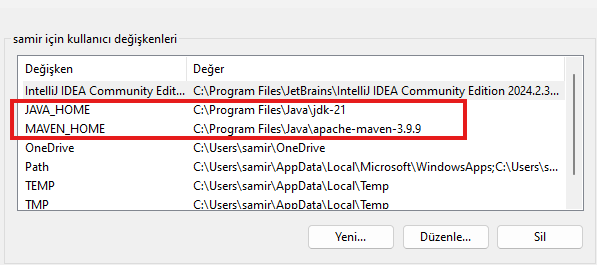 samir için kullanıcı değişkenleri
Değişken Değer
IntelliJ IDEA Community Edit... C:\Program Files\JetBrains\IntelliJ IDEA Community Edition 2024.2.3...
JAVA_HOME C:\Program Files\Java\jdk-21
MAVEN_HOME C:\Program Files\Java\apache-maven-3.9.9
OneDrive C:\Users\samir\OneDrive
Path C:\Users\samir\AppData\Local\Microsoft\WindowsApps;C:\Users\s...
TEMP C:\Users\samir\AppData\Local\Temp
TMP C:\Users\samir\AppData\Local\Temp
Yeni... Düzenle... Sil